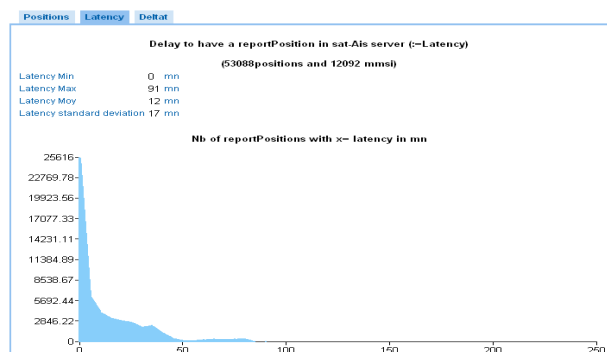 Positions Latency Deltat
Delay to have a reportPosition in sat-Ais server (:=Latency)
(53088positions and 12092 mmsi)
Latency Min 0 mn
Latency Max 91 mn
Latency Moy 12 mn
Latency standard deviation 17 mn
Nb of reportPositions with x= latency in mn
25616
22769.78
19923.56
17077.33
14231.11
11384.89
8538.67
5692.44
2846.22
0
0 50 100 150 200 250